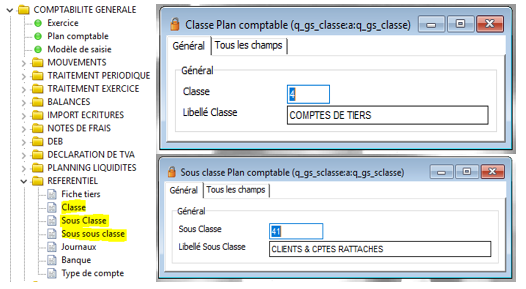 COMPTABILITE GENERALE
Exercice
Plan comptable
Modèle de saisie
MOUVEMENTS
TRAITEMENT PERIODIQUE
TRAITEMENT EXERCICE
BALANCES
IMPORT ECRITURES
NOTES DE FRAIS
DEB
DECLARATION DE TVA
PLANNING LIQUIDITES
REFERENTIEL
Fiche tiers
Classe
Sous Classe
Sous sous classe
Journaux
Banque
Type de compte
Classe Plan comptable (q_gs_classe:a:q_gs_classe)
Général
Tous les champs
Général
Classe
4
Libellé Classe
COMPTES DE TIERS
Sous classe Plan comptable (q_gs_sclasse:a:q_gs_sclasse)
Général
Tous les champs
Général
Sous Classe
41
Libellé Sous Classe
CLIENTS & CPTES RATTACHES